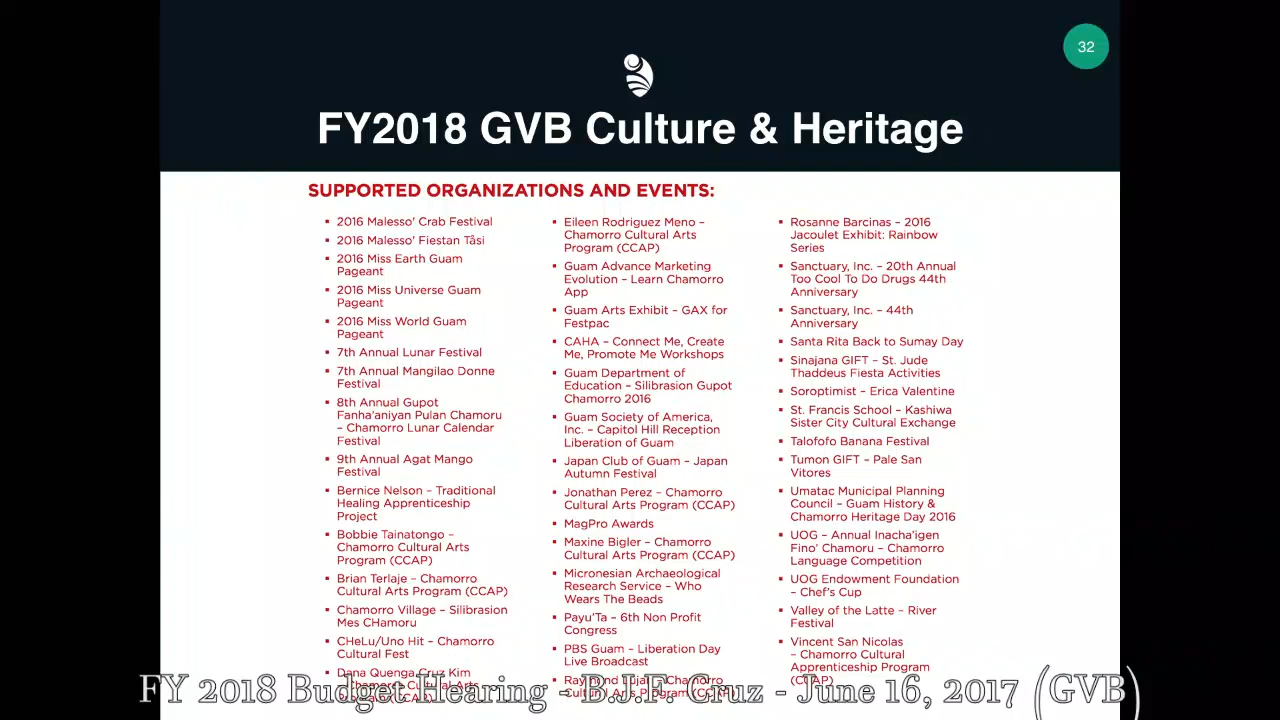 32
FY2018 GVB Culture & Heritage
SUPPORTED ORGANIZATIONS AND EVENTS:
▪ 2016 Malesso' Crab Festival
▪ 2016 Malesso' Fiestan Tåsi
▪ 2016 Miss Earth Guam
Pageant
▪ 2016 Miss Universe Guam
Pageant
▪ 2016 Miss World Guam
Pageant
▪ 7th Annual Lunar Festival
▪ 7th Annual Mangilao Donne
Festival
▪ 8th Annual Gupot
Fanha'aniyan Pulan Chamoru
– Chamorro Lunar Calendar
Festival
▪ 9th Annual Agat Mango
Festival
▪ Bernice Nelson – Traditional
Healing Apprenticeship
Project
▪ Bobbie Tainatongo –
Chamorro Cultural Arts
Program (CCAP)
▪ Brian Terlaje – Chamorro
Cultural Arts Program (CCAP)
▪ Chamorro Village – Silibrasion
Mes CHamoru
▪ CHeLu/Uno Hit – Chamorro
Cultural Fest
▪ Dana Quenga Cruz Kim
– Chamorro Cultural Arts
▪ Eileen Rodriguez Meno –
Chamorro Cultural Arts
Program (CCAP)
▪ Guam Advance Marketing
Evolution – Learn Chamorro
App
▪ Guam Arts Exhibit – GAX for
Festpac
▪ CAHA – Connect Me, Create
Me, Promote Me Workshops
▪ Guam Department of
Education – Silibrasion Gupot
Chamorro 2016
▪ Guam Society of America,
Inc. – Capitol Hill Reception
Liberation of Guam
▪ Japan Club of Guam – Japan
Autumn Festival
▪ Jonathan Perez – Chamorro
Cultural Arts Program (CCAP)
▪ MagPro Awards
▪ Maxine Bigler – Chamorro
Cultural Arts Program (CCAP)
▪ Micronesian Archaeological
Research Service – Who
Wears The Beads
▪ Payu'Ta – 6th Non Profit
Congress
▪ PBS Guam – Liberation Day
Live Broadcast
▪ Chamorro
Cultural Arts Program (CCAP)
▪ Rosanne Barcinas – 2016
Jacoulet Exhibit: Rainbow
Series
▪ Sanctuary, Inc. – 20th Annual
Too Cool To Do Drugs 44th
Anniversary
▪ Sanctuary, Inc. – 44th
Anniversary
▪ Santa Rita Back to Sumay Day
▪ Sinajana GIFT – St. Jude
Thaddeus Fiesta Activities
▪ Soroptimist – Erica Valentine
▪ St. Francis School – Kashiwa
Sister City Cultural Exchange
▪ Talofofo Banana Festival
▪ Tumon GIFT – Pale San
Vitores
▪ Umatac Municipal Planning
Council – Guam History &
Chamorro Heritage Day 2016
▪ UOG – Annual Inacha'igen
Fino' Chamoru – Chamorro
Language Competition
▪ UOG Endowment Foundation
– Chef's Cup
▪ Valley of the Latte – River
Festival
▪ Vincent San Nicolas
– Chamorro Cultural
Apprenticeship Program
(CCAP)
FY 2018 Budget Hearing - B.J.F. Cruz - June 16, 2017 (GVB)